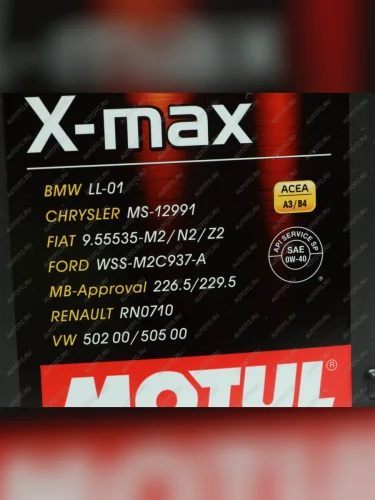 X-max
BMW LL-01
CHRYSLER MS-12991
FIAT 9.55535-M2/N2/Z2
FORD WSS-M2C937-A
MB-Approval 226.5/229.5
RENAULT RN0710
VW 502 00/505 00
ACEA
A3/B4
API SERVICE SP
SAE
0W-40
MOTUL®